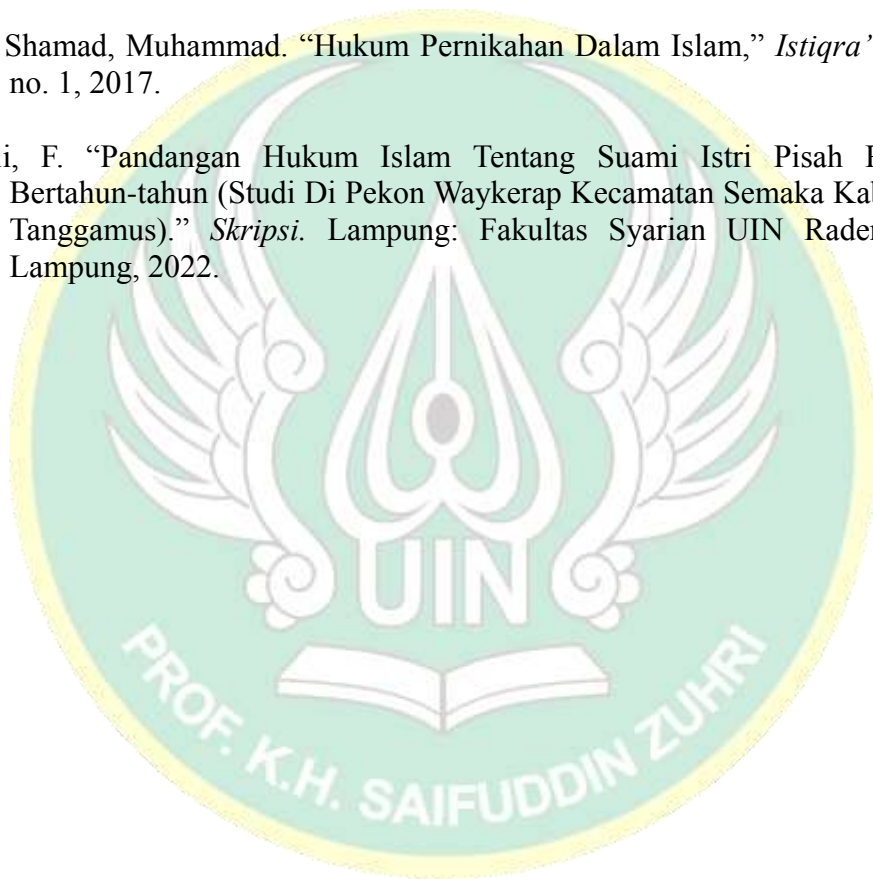 Shamad, Muhammad. “Hukum Pernikahan Dalam Islam,” Istiqra’
no. 1, 2017.
i, F. “Pandangan Hukum Islam Tentang Suami Istri Pisah
Bertahun-tahun (Studi Di Pekon Waykerap Kecamatan Semaka
Tanggamus).” Skripsi. Lampung: Fakultas Syarian UIN
Lampung, 2022.
UIN
PROF. K.H. SAIFUDDIN ZUHRI